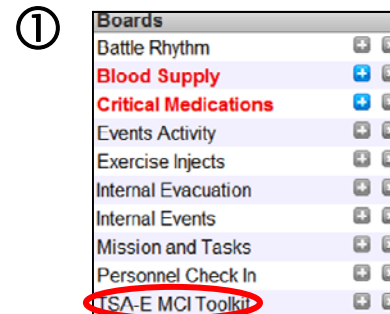 ①
Boards
Battle Rhythm
Blood Supply
Critical Medications
Events Activity
Exercise Injects
Internal Evacuation
Internal Events
Mission and Tasks
Personnel Check In
TSA-E MCI Toolkit